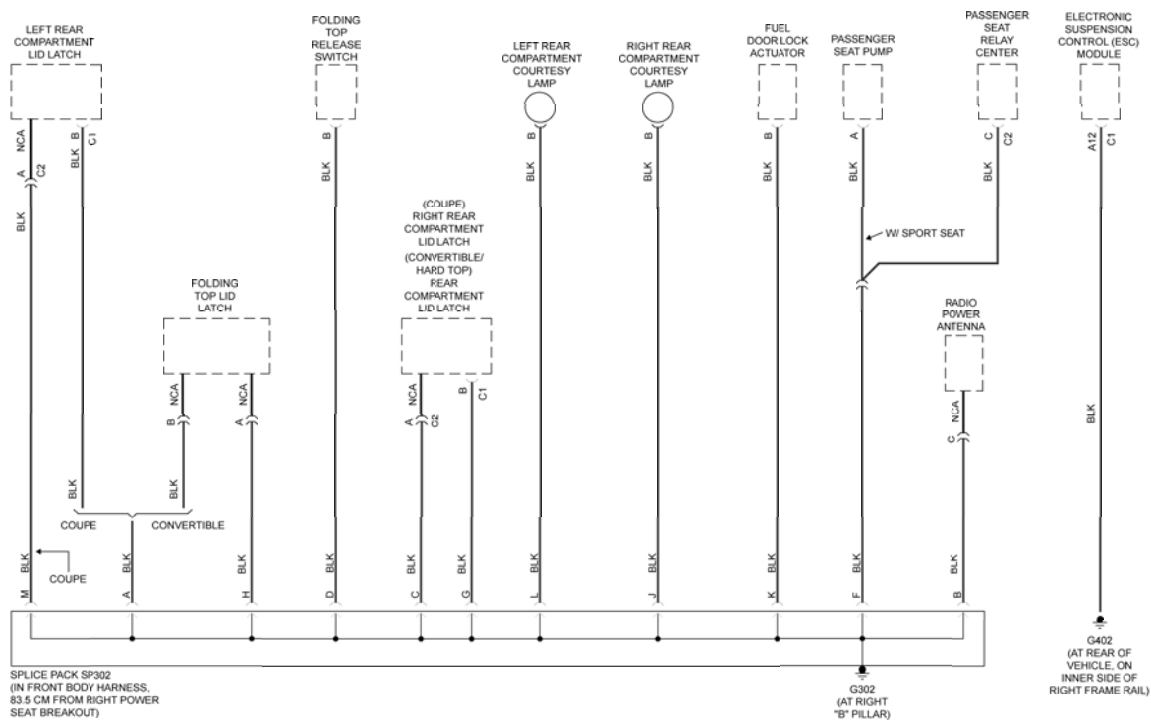 LEFT REAR
COMPARTMENT
LID LATCH
FOLDING
TOP
RELEASE
SWITCH
LEFT REAR
COMPARTMENT
COURTESY
LAMP
RIGHT REAR
COMPARTMENT
COURTESY
LAMP
FUEL
DOOR LOCK
ACTUATOR
PASSENGER
SEAT PUMP
PASSENGER
SEAT
RELAY
CENTER
ELECTRONIC
SUSPENSION
CONTROL (ESC)
MODULE
NCA
B
C1
B
B
B
B
A
C
C2
A12
C1
BLK
A
C2
BLK
BLK
BLK
BLK
BLK
BLK
BLK
BLK
(COUPE)
RIGHT REAR
COMPARTMENT
LID LATCH
(CONVERTIBLE/
HARD TOP)
REAR
COMPARTMENT
LID LATCH
W/ SPORT SEAT
FOLDING
TOP LID
LATCH
RADIO
POWER
ANTENNA
NCA
NCA
NCA
B
C1
NCA
BLK
B
A
A
C2
C
BLK
BLK
COUPE
CONVERTIBLE
COUPE
BLK
BLK
BLK
BLK
BLK
BLK
BLK
BLK
BLK
BLK
BLK
M
A
H
D
C
G
L
J
K
F
B
SPLICE PACK SP302
(IN FRONT BODY HARNESS,
83.5 CM FROM RIGHT POWER
SEAT BREAKOUT)
G302
(AT RIGHT
"B" PILLAR)
G402
(AT REAR OF
VEHICLE, ON
INNER SIDE OF
RIGHT FRAME RAIL)